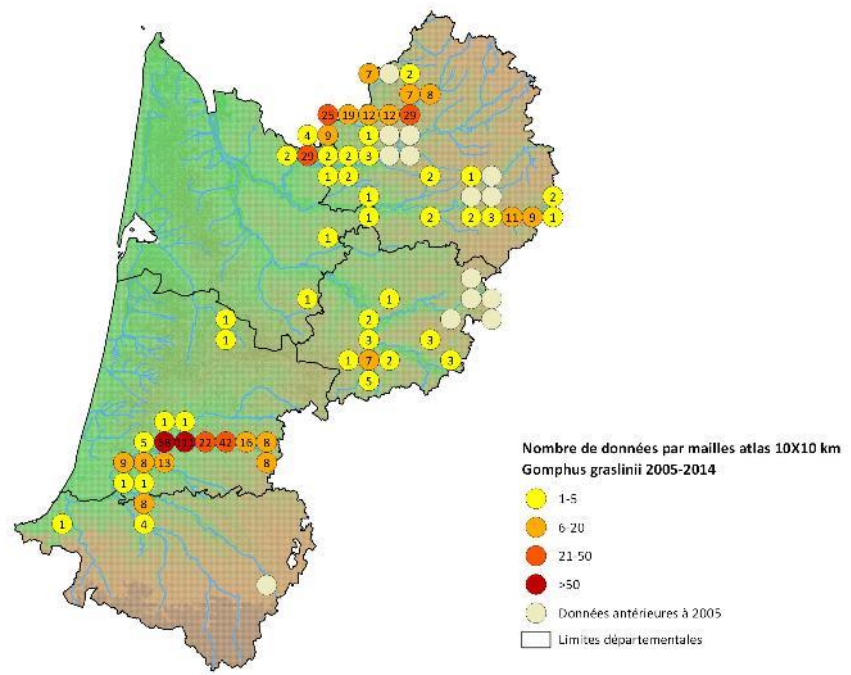 7 2
7 8
25 19 12 12 29
4 9 1
2 29 2 2 3
1 2 2 1
1 2
1 2 2 3 11 9 1
1
1 1
1 2
1 3 3
1 7 2 3
5
1 1
5 22 42 16 8
9 8 13 8
1 1
8
1 4
Nombre de données par mailles atlas 10X10 km
Gomphus graslinii 2005-2014
1-5
6-20
21-50
>50
Données antérieures à 2005
Limites départementales